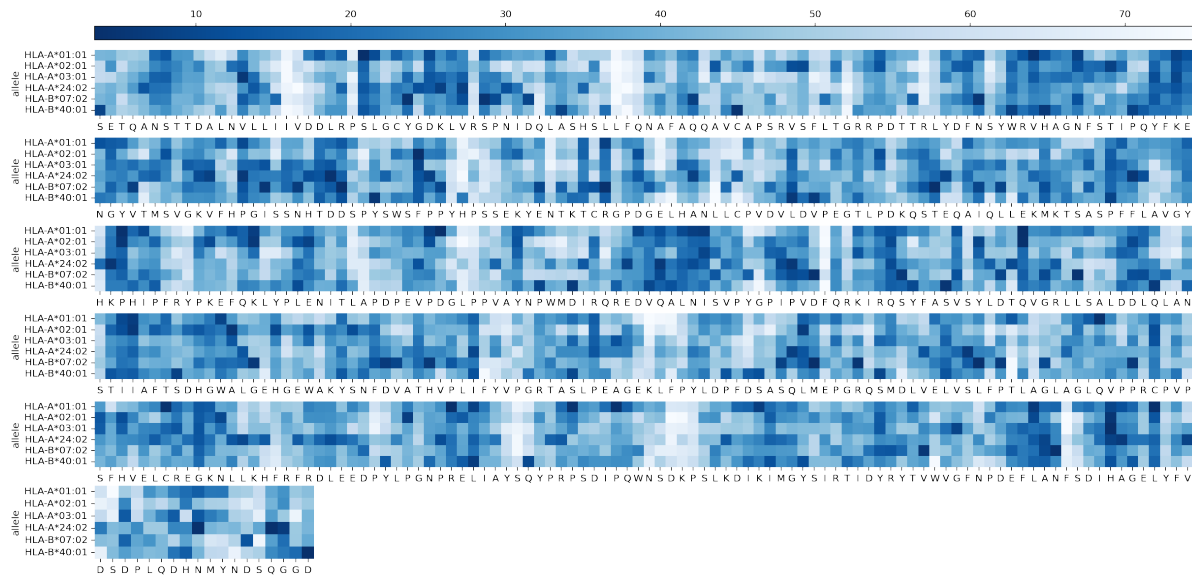 10 20 30 40 50 60 70
HLA-A*01:01
HLA-A*02:01
HLA-A*03:01
HLA-A*24:02
HLA-B*07:02
HLA-B*40:01
allele
S E T Q A N S T T D A L N V L L I I V D D L R P S L G C Y G D K L V R S P N I D Q L A S H S L L F Q N A F A Q Q A V C A P S R V S F L T G R R P D T T R L Y D F N S Y W R V H A G N F S T I P Q Y F K E
HLA-A*01:01
HLA-A*02:01
HLA-A*03:01
HLA-A*24:02
HLA-B*07:02
HLA-B*40:01
allele
N G Y V T M S V G K V F H P G I S S N H T D D S P Y S W S F P P Y H P S S E K Y E N T K T C R G P D G E L H A N L L C P V D V L D V P E G T L P D K Q S T E Q A I Q L L E K M K T S A S P F F L A V G Y
HLA-A*01:01
HLA-A*02:01
HLA-A*03:01
HLA-A*24:02
HLA-B*07:02
HLA-B*40:01
allele
H K P H I P F R Y P K E F Q K L Y P L E N I T L A P D P E V P D G L P P V A Y N P W M D I R Q R E D V Q A L N I S V P Y G P I P V D F Q R K I R Q S Y F A S V S Y L D T Q V G R L L S A L D D L Q L A N
HLA-A*01:01
HLA-A*02:01
HLA-A*03:01
HLA-A*24:02
HLA-B*07:02
HLA-B*40:01
allele
S T I I A F T S D H G W A L G E H G E W A K Y S N F D V A T H V P L I F Y V P G R T A S L P E A G E K L F P Y L D P F D S A S Q L M E P G R Q S M D L V E L V S L F P T L A G L A G L Q V P P R C P V P
HLA-A*01:01
HLA-A*02:01
HLA-A*03:01
HLA-A*24:02
HLA-B*07:02
HLA-B*40:01
allele
S F H V E L C R E G K N L L K H F R F R D L E E D P Y L P G N P R E L I A Y S Q Y P R P S D I P Q W N S D K P S L K D I K I M G Y S I R T I D Y R Y T V W V G F N P D E F L A N F S D I H A G E L Y F V
HLA-A*01:01
HLA-A*02:01
HLA-A*03:01
HLA-A*24:02
HLA-B*07:02
HLA-B*40:01
allele
D S D P L Q D H N M Y N D S Q G G D